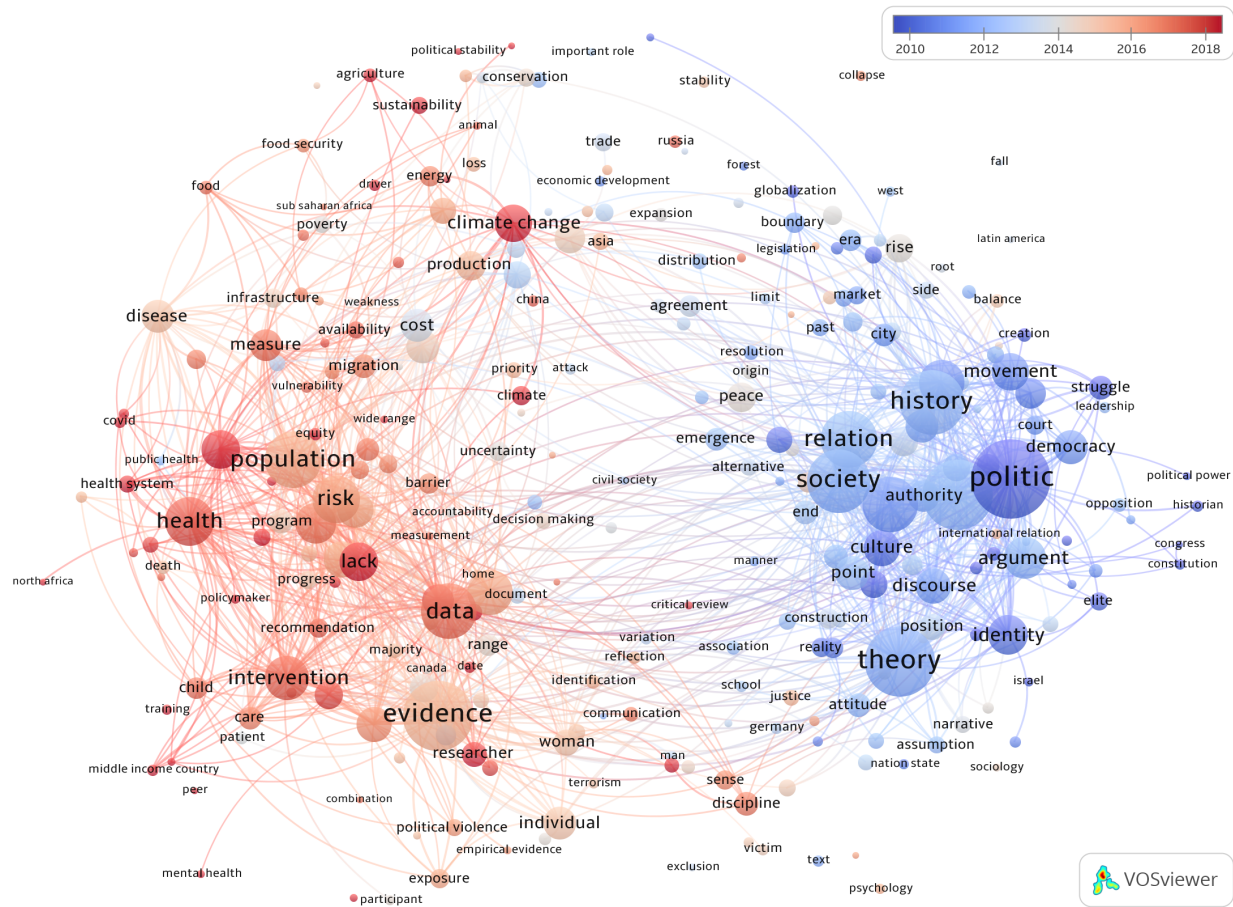 2010 2012 2014 2016 2018
political stability
important role
agriculture
conservation
stability
collapse
sustainability
animal
food security
trade
russia
loss
fall
food
driver
energy
economic development
forest
globalization
west
sub saharan africa
poverty
climate change
expansion
boundary
asia
era
rise
latin america
legislation
production
distribution
root
infrastructure
weakness
china
agreement
limit
market
side
balance
disease
availability
cost
past
city
creation
measure
migration
priority
attack
resolution
origin
movement
vulnerability
climate
peace
history
struggle
leadership
covid
wide range
equity
emergence
relation
court
democracy
public health
population
uncertainty
alternative
health system
barrier
civil society
society
politic
political power
risk
authority
opposition
historian
health
program
accountability
decision making
end
measurement
international relation
culture
congress
death
lack
manner
argument
constitution
north africa
progress
home
point
discourse
policymaker
document
elite
data
critical review
recommendation
construction
position
identity
majority
range
variation
association
reality
reflection
theory
canada
date
intervention
identification
school
israel
child
justice
training
care
evidence
communication
attitude
germany
narrative
patient
woman
assumption
researcher
man
nation state
sociology
middle income country
peer
terrorism
sense
combination
discipline
political violence
individual
empirical evidence
victim
mental health
exposure
exclusion
text
participant
psychology
VOSviewer